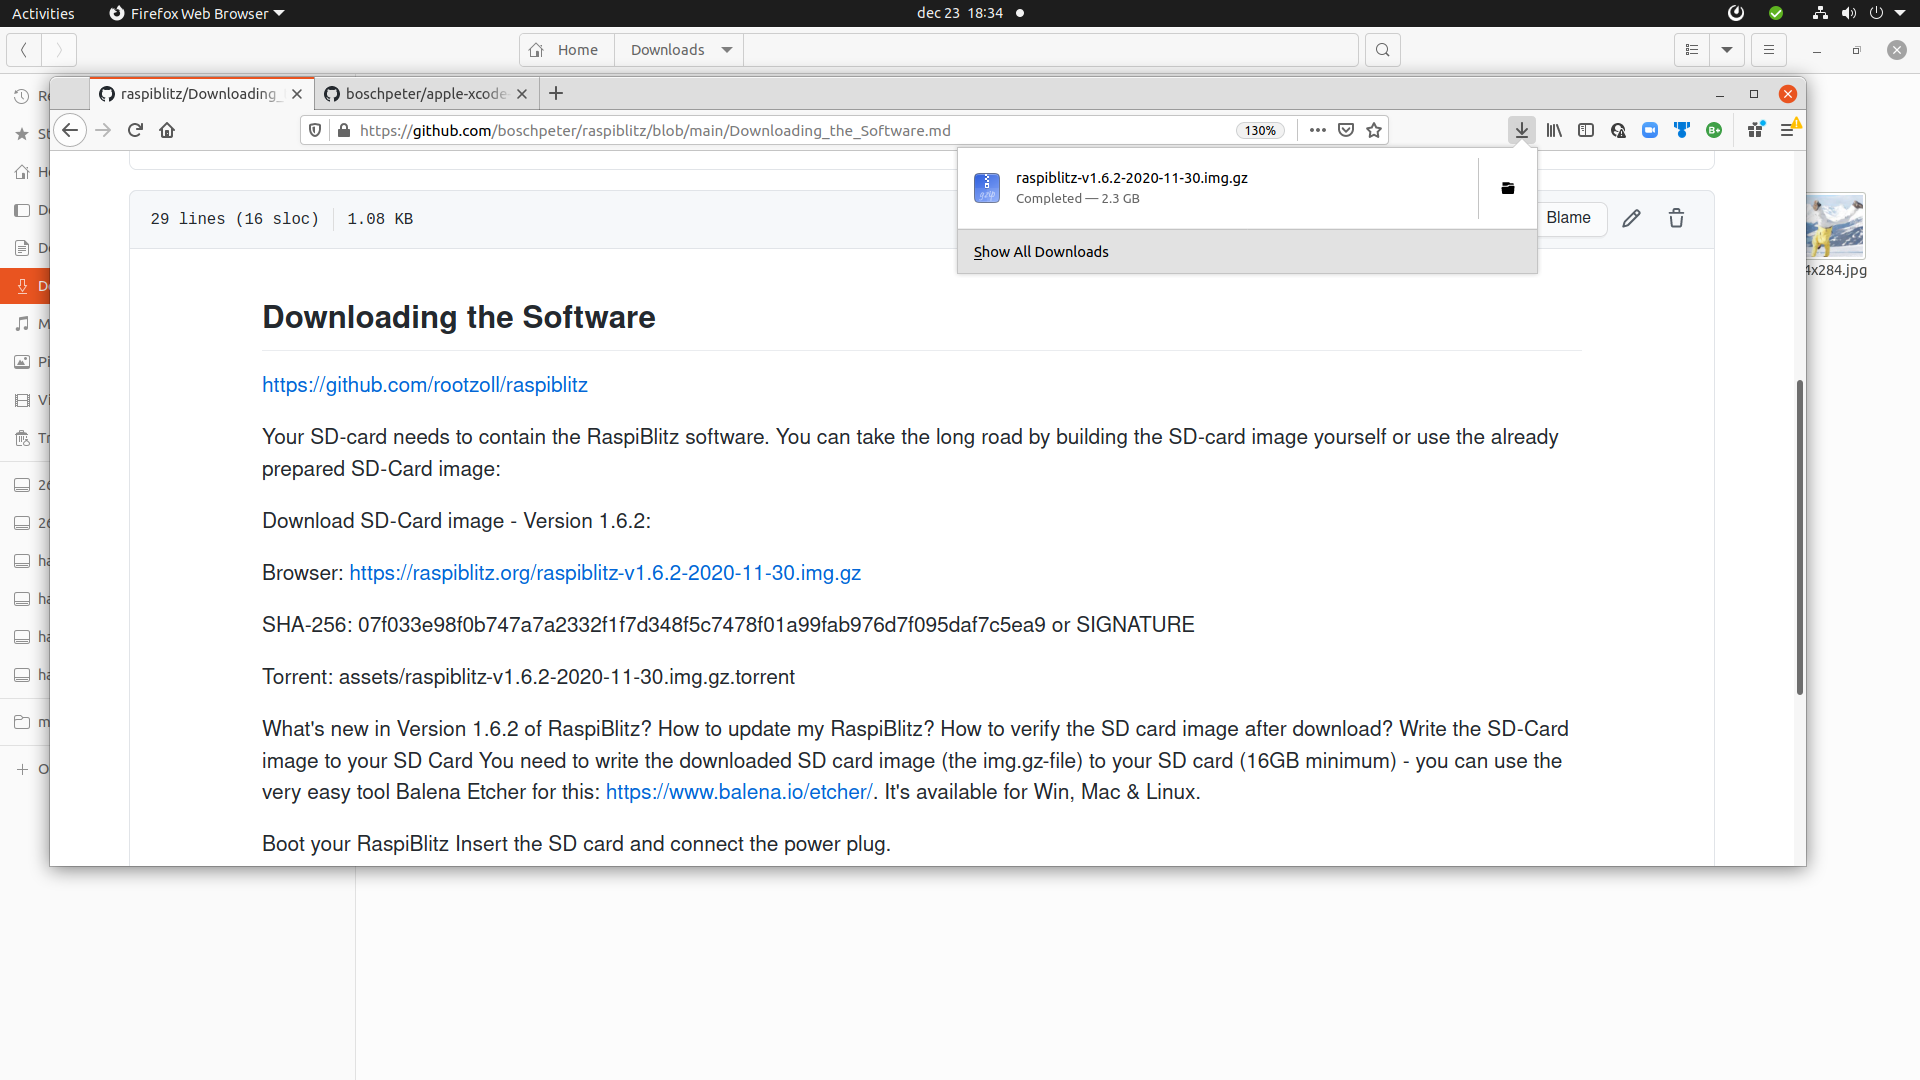 Activities
Firefox Web Browser
dec 23 18:34
Home
Downloads
raspiblitz/Downloading_
boschpeter/apple-xcode-
https://github.com/boschpeter/raspiblitz/blob/main/Downloading_the_Software.md
130%
raspiblitz-v1.6.2-2020-11-30.img.gz
Completed — 2.3 GB
Show All Downloads
29 lines (16 sloc)
1.08 KB
Blame
4x284.jpg
Downloading the Software
https://github.com/rootzoll/raspiblitz
Your SD-card needs to contain the RaspiBlitz software. You can take the long road by building the SD-card image yourself or use the already
prepared SD-Card image:
Download SD-Card image - Version 1.6.2:
Browser: https://raspiblitz.org/raspiblitz-v1.6.2-2020-11-30.img.gz
SHA-256: 07f033e98f0b747a7a2332f1f7d348f5c7478f01a99fab976d7f095daf7c5ea9 or SIGNATURE
Torrent: assets/raspiblitz-v1.6.2-2020-11-30.img.gz.torrent
What's new in Version 1.6.2 of RaspiBlitz? How to update my RaspiBlitz? How to verify the SD card image after download? Write the SD-Card
image to your SD Card You need to write the downloaded SD card image (the img.gz-file) to your SD card (16GB minimum) - you can use the
very easy tool Balena Etcher for this: https://www.balena.io/etcher/. It's available for Win, Mac & Linux.
Boot your RaspiBlitz Insert the SD card and connect the power plug.